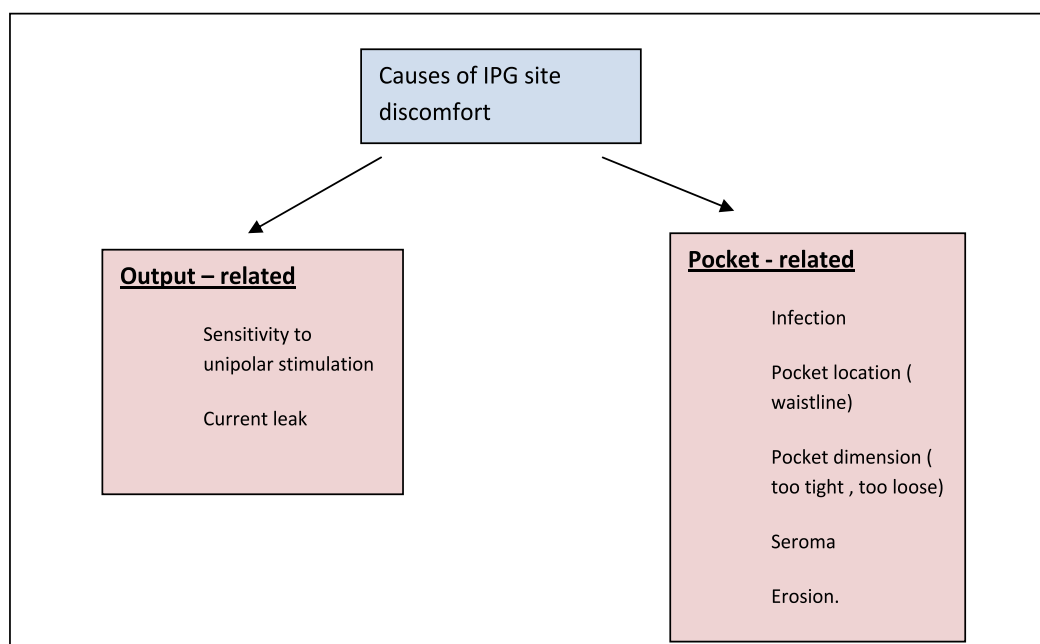 Causes of IPG site
discomfort
Output – related
Sensitivity to
unipolar stimulation
Current leak
Pocket - related
Infection
Pocket location (
waistline)
Pocket dimension (
too tight , too loose)
Seroma
Erosion.